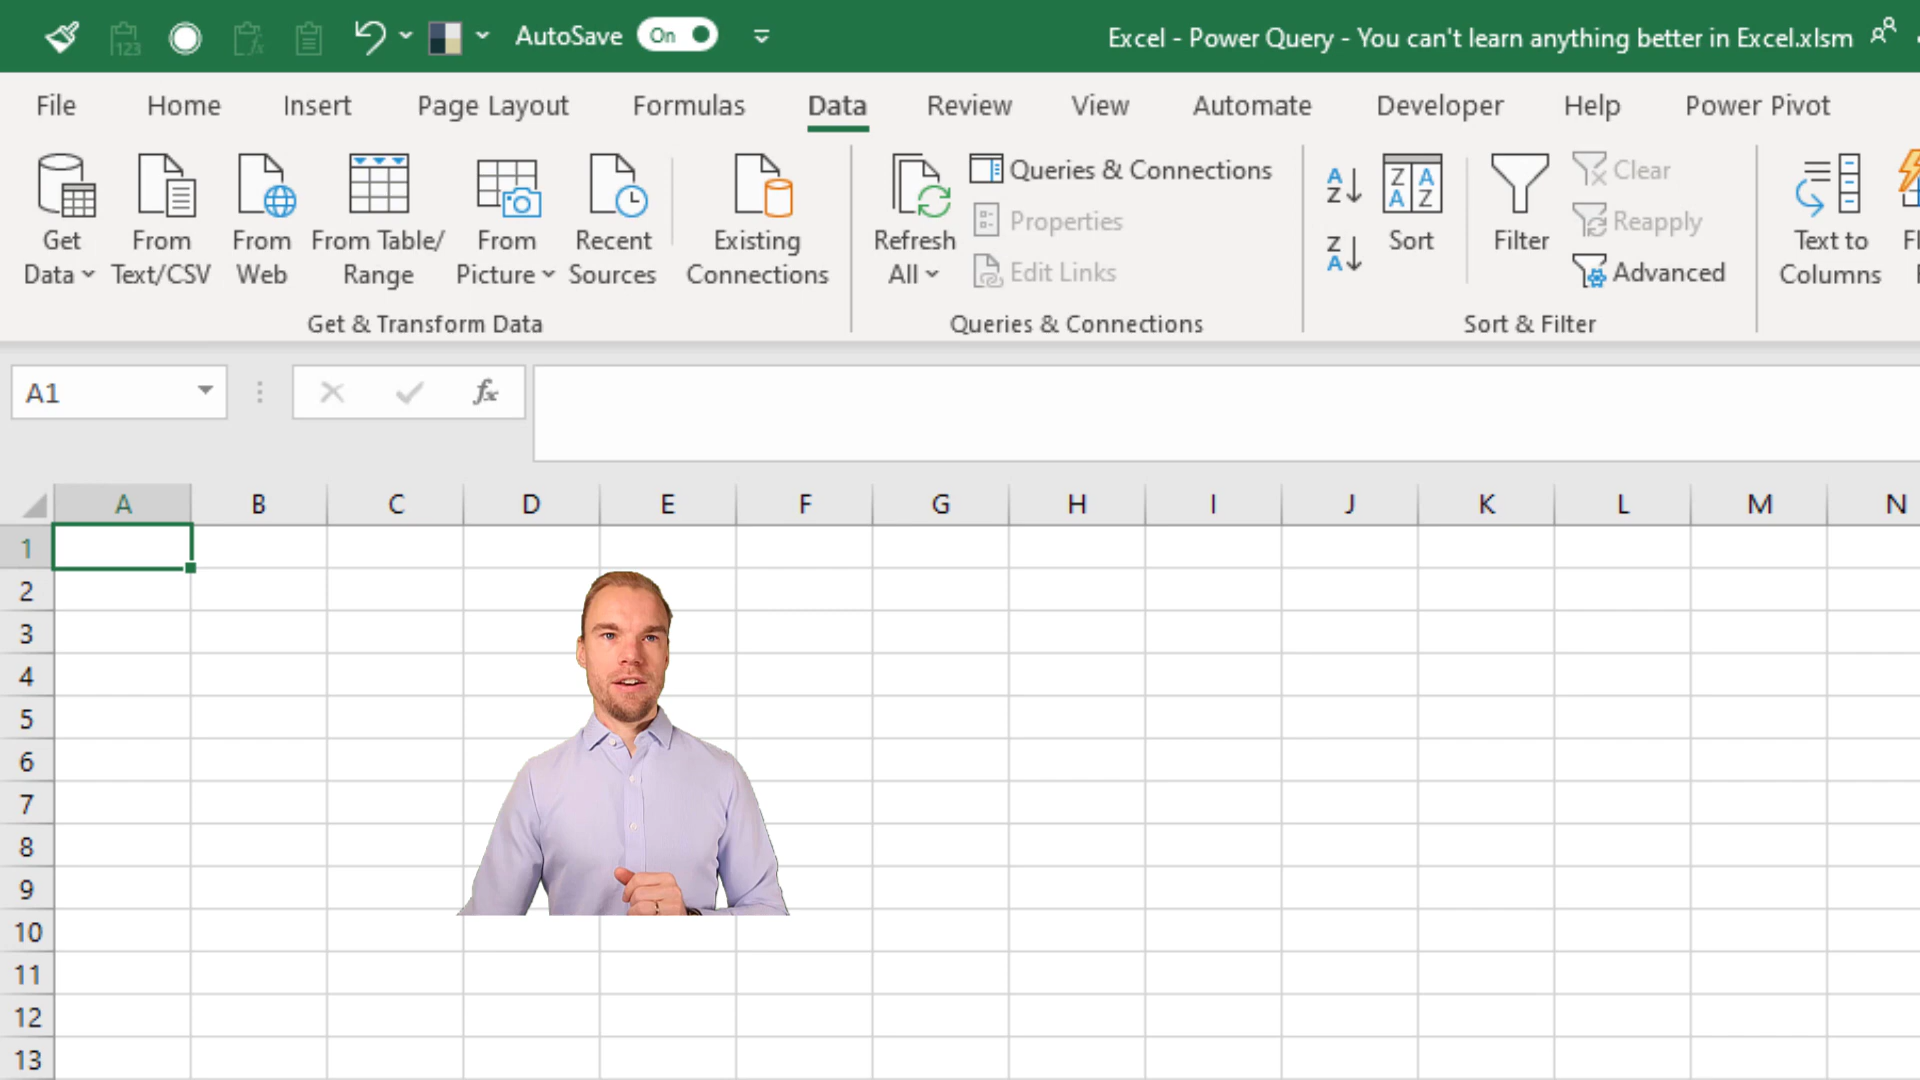 AutoSave On
Excel - Power Query - You can't learn anything better in Excel.xlsm
File Home Insert Page Layout Formulas Data Review View Automate Developer Help Power Pivot
Get Data
From Text/CSV
From Web
From Table/ Range
From Picture
Recent Sources
Existing Connections
Get & Transform Data
Refresh All
Queries & Connections
Properties
Edit Links
Queries & Connections
Sort
Filter
Clear
Reapply
Advanced
Sort & Filter
Text to Columns
A1
fx
A B C D E F G H I J K L M N
1
2
3
4
5
6
7
8
9
10
11
12
13